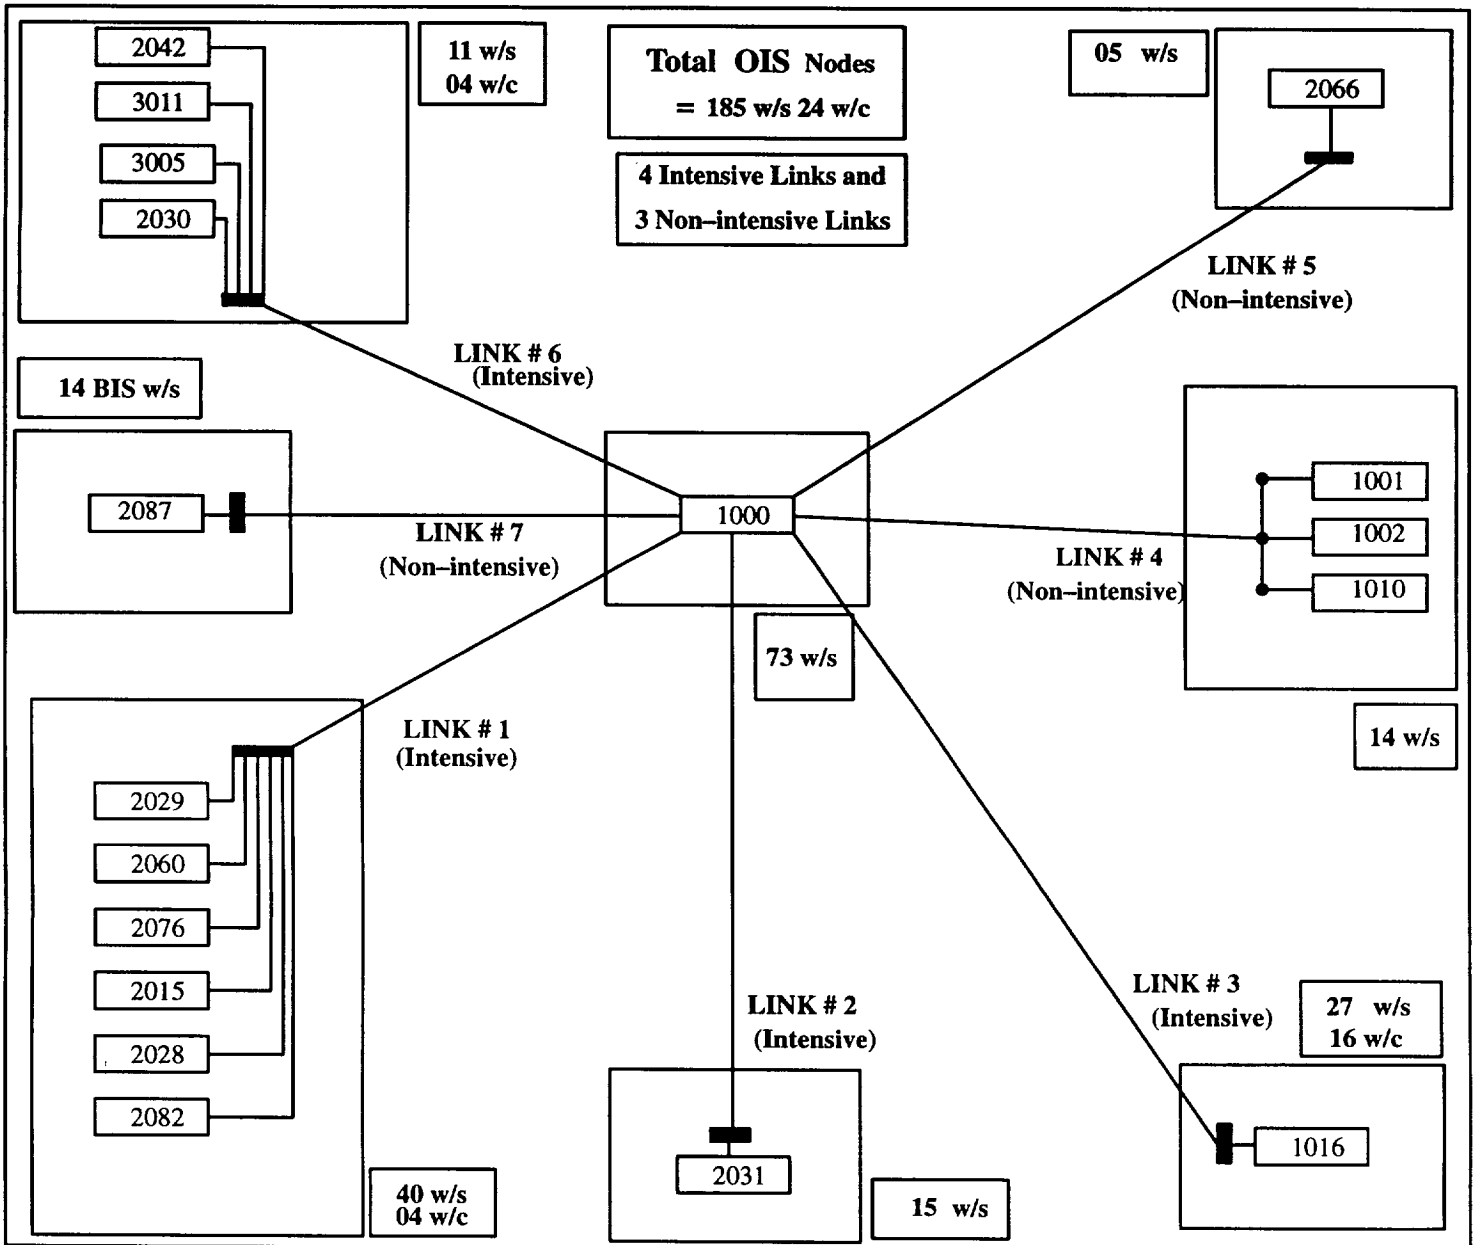 2042
3011
3005
2030
11 w/s
04 w/c
Total OIS Nodes
= 185 w/s 24 w/c
4 Intensive Links and
3 Non–intensive Links
05 w/s
2066
LINK # 5
(Non–intensive)
LINK # 6
(Intensive)
14 BIS w/s
2087
LINK # 7
(Non–intensive)
1000
73 w/s
LINK # 4
(Non–intensive)
1001
1002
1010
14 w/s
LINK # 1
(Intensive)
2029
2060
2076
2015
2028
2082
40 w/s
04 w/c
LINK # 2
(Intensive)
2031
15 w/s
LINK # 3
(Intensive)
27 w/s
16 w/c
1016